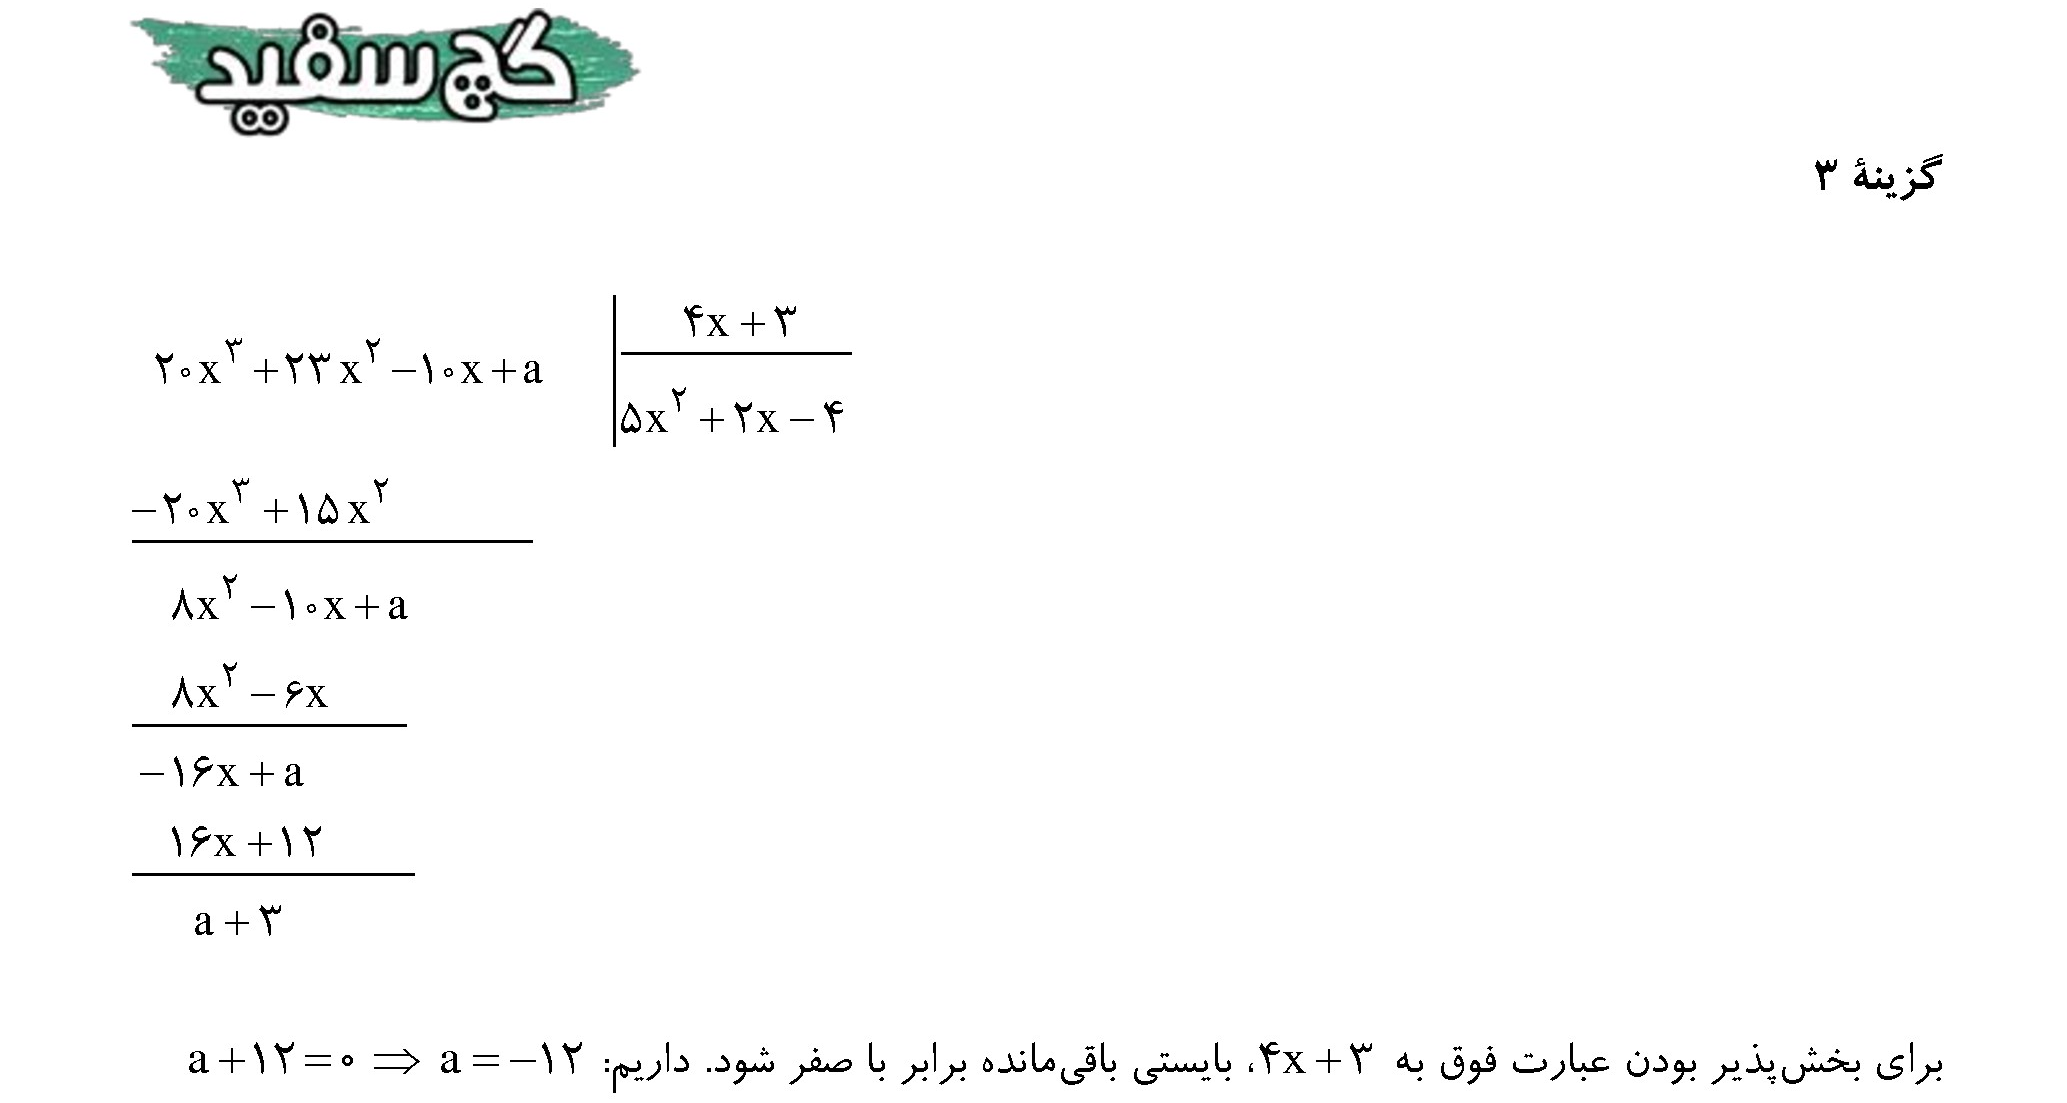 گچ سفید
گزینهٔ ۳
۴x + ۳
۲۰x^۳ + ۲۳x^۲ − ۱۰x + a
۵x^۲ + ۲x − ۴
−۲۰x^۳ + ۱۵x^۲
۸x^۲ − ۱۰x + a
۸x^۲ − ۶x
−۱۶x + a
۱۶x + ۱۲
a + ۳
برای بخش‌پذیر بودن عبارت فوق به ۴x + ۳، بایستی باقی‌مانده برابر با صفر شود. داریم: a + ۱۲ = ۰ ⇒ a = −۱۲